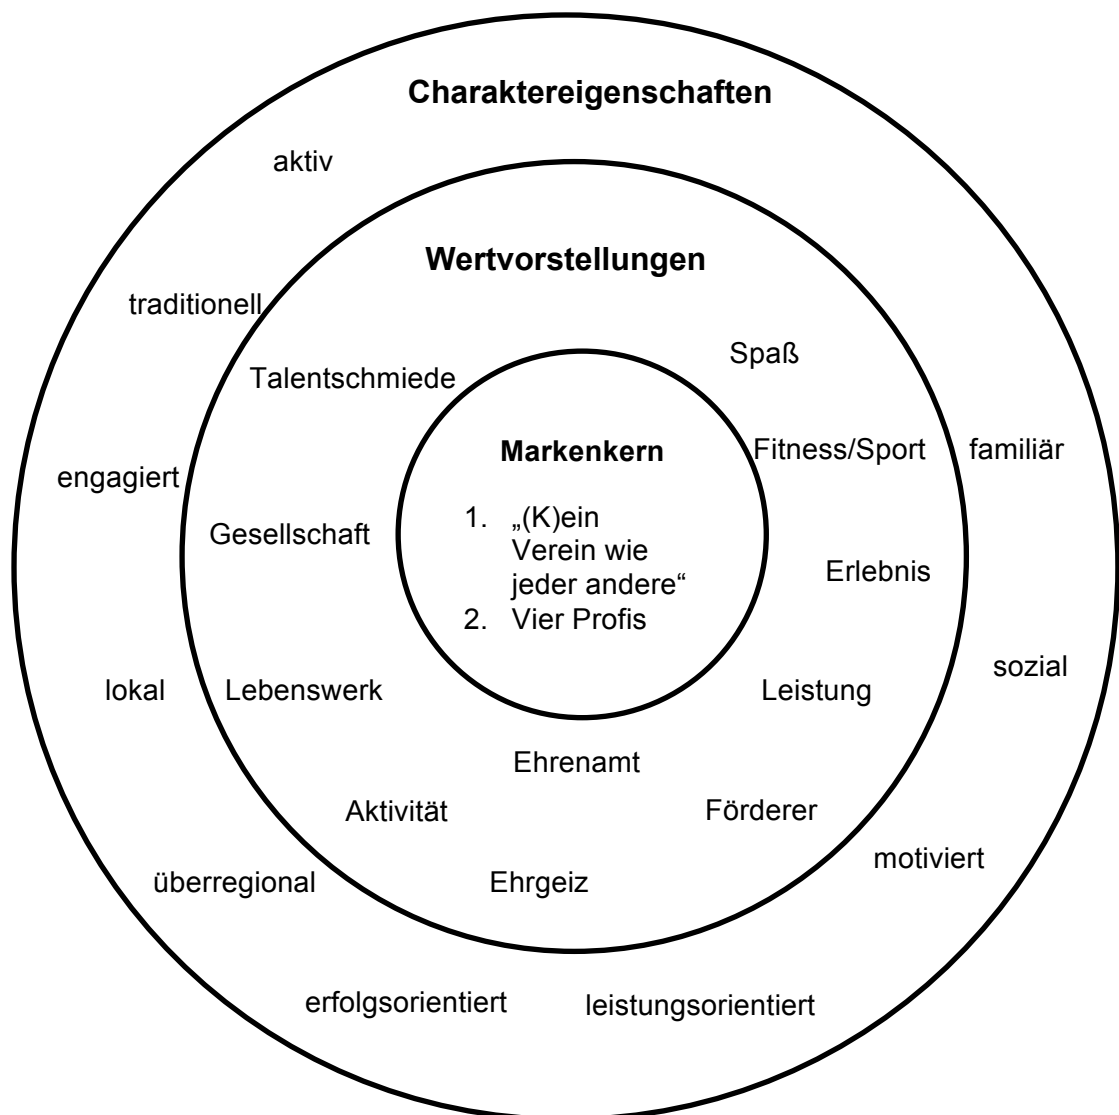 Charaktereigenschaften
aktiv
Wertvorstellungen
traditionell
Spaß
Talentschmiede
Markenkern
Fitness/Sport
familiär
engagiert
1. „(K)ein
Verein wie
jeder andere“
2. Vier Profis
Gesellschaft
Erlebnis
sozial
lokal
Lebenswerk
Leistung
Ehrenamt
Aktivität
Förderer
motiviert
überregional
Ehrgeiz
erfolgsorientiert
leistungsorientiert